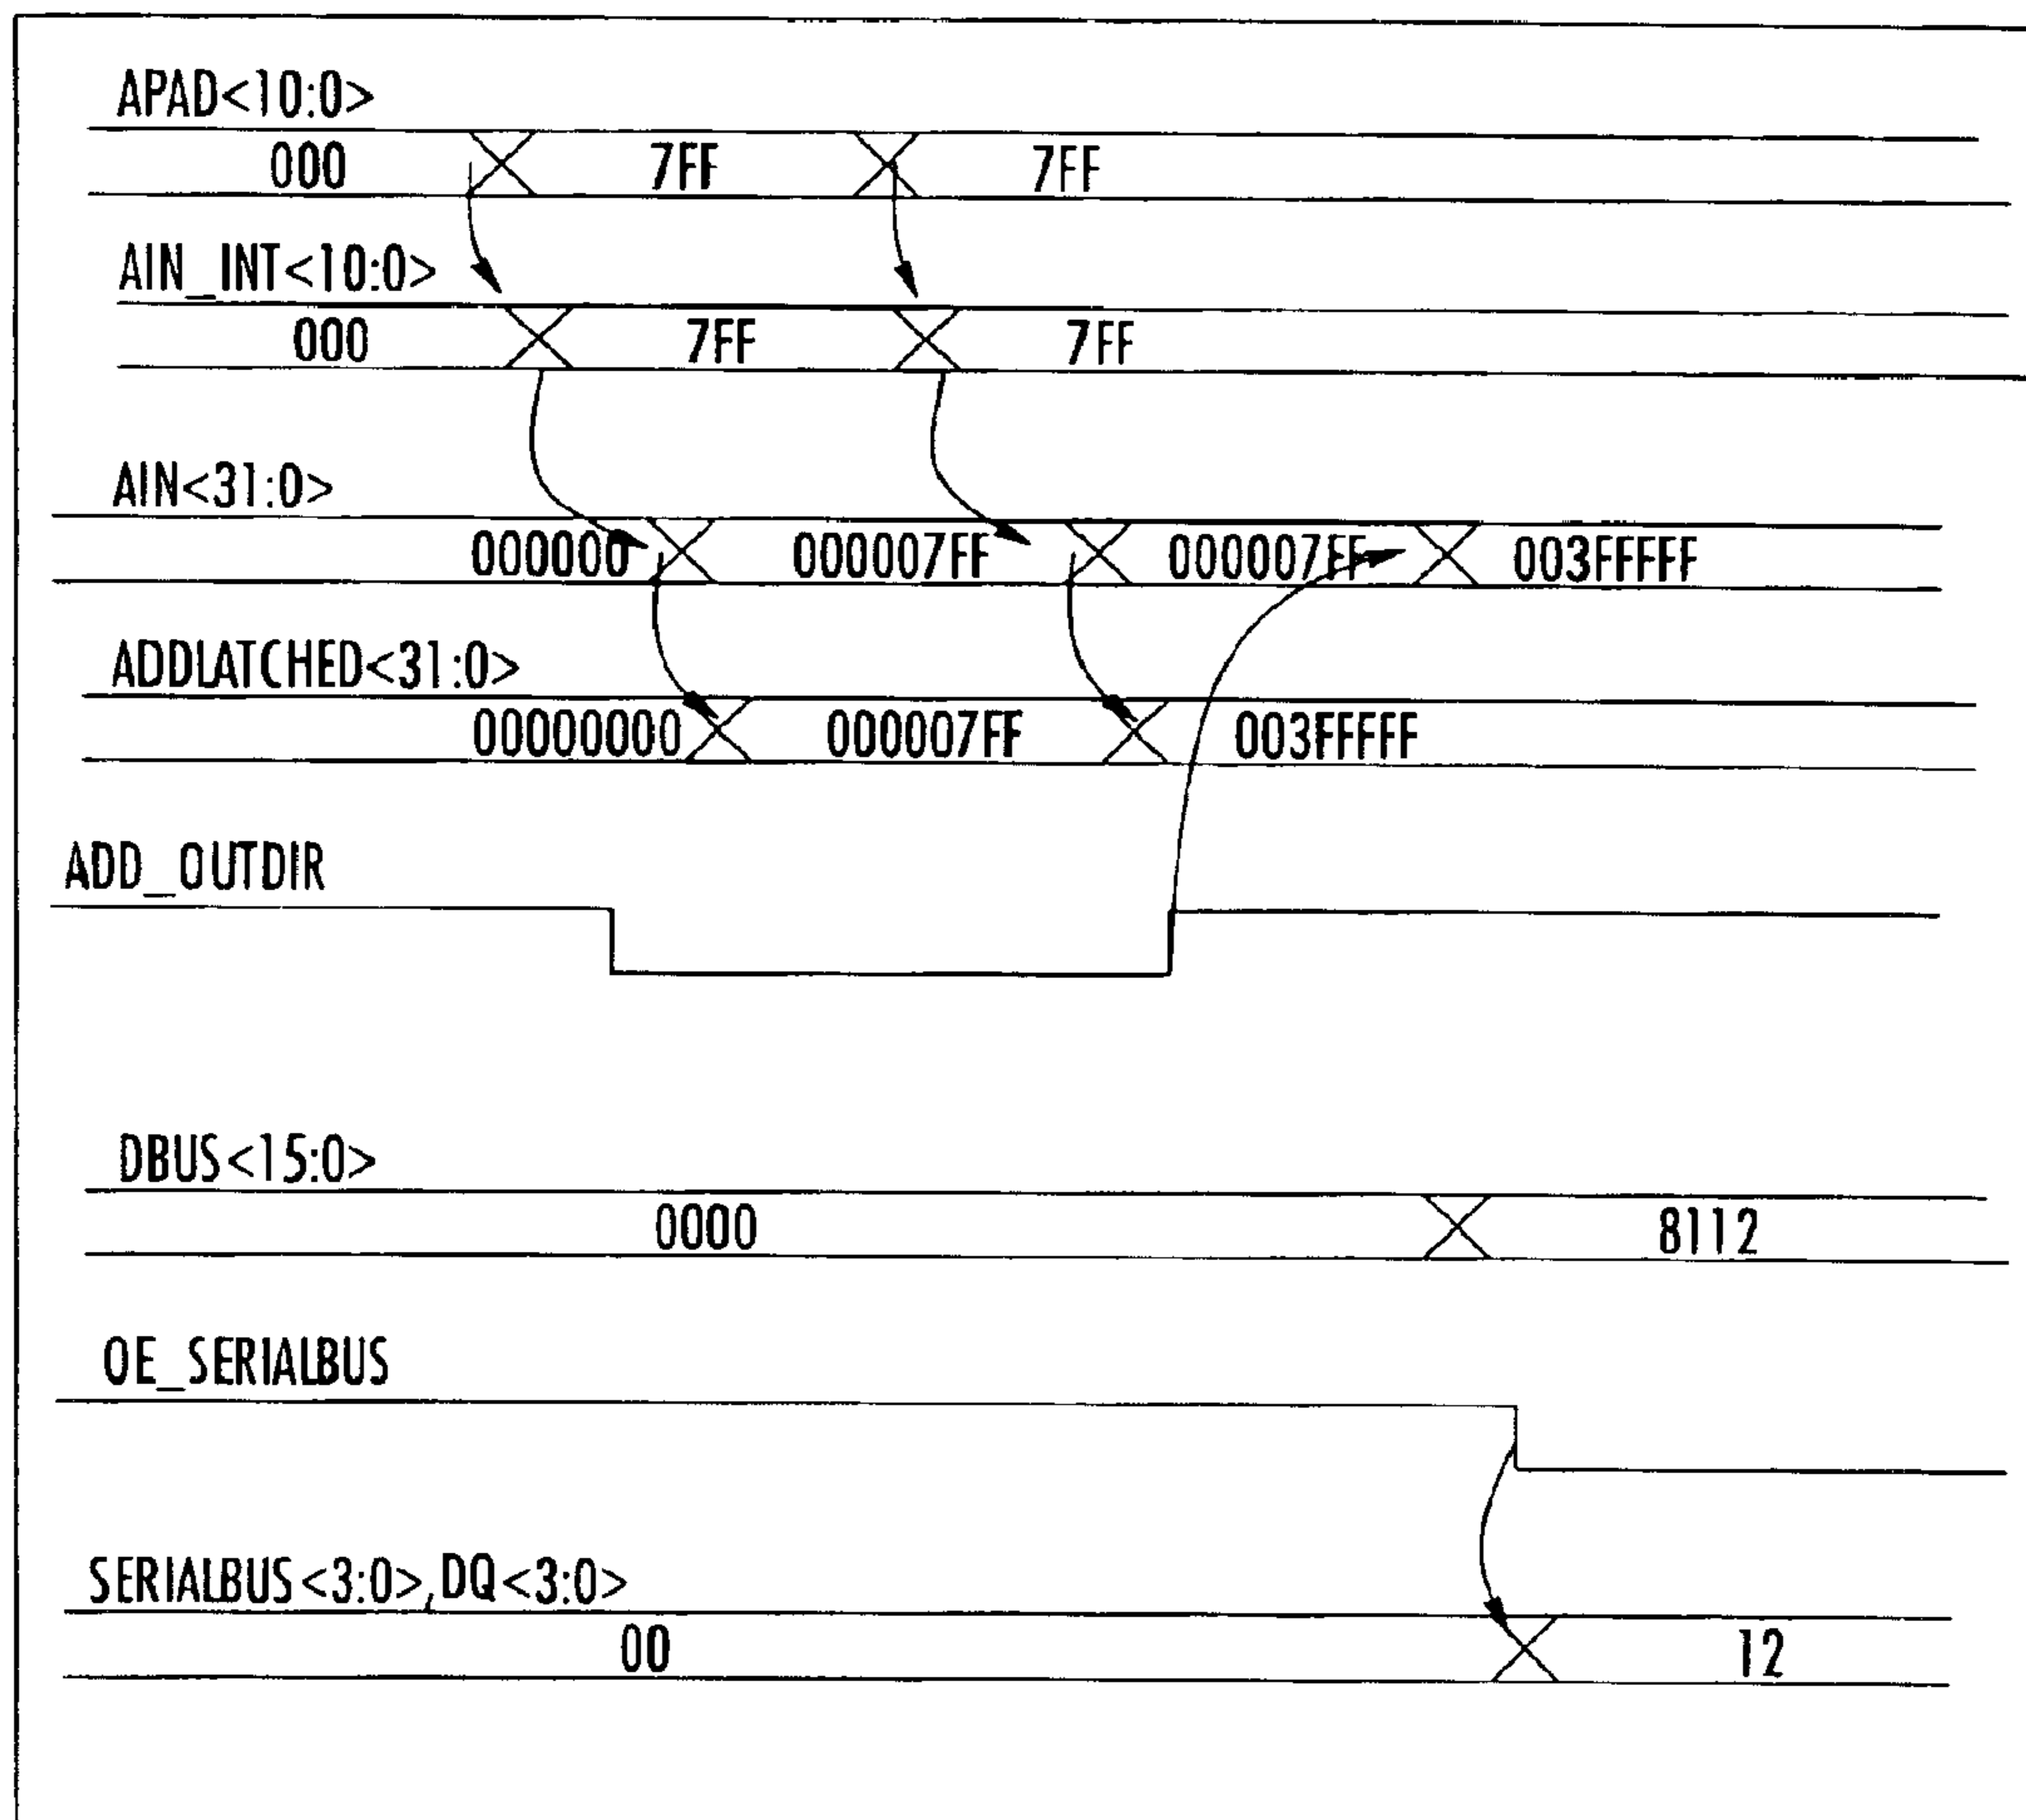 APAD<10:0>
000 7FF 7FF
AIN_INT<10:0>
000 7FF 7FF
AIN<31:0>
000000 000007FF 000007FF 003FFFFF
ADDLATCHED<31:0>
00000000 000007FF 003FFFFF
ADD_OUTDIR
DBUS<15:0>
0000 8112
OE_SERIALBUS
SERIALBUS<3:0>,DQ<3:0>
00 12